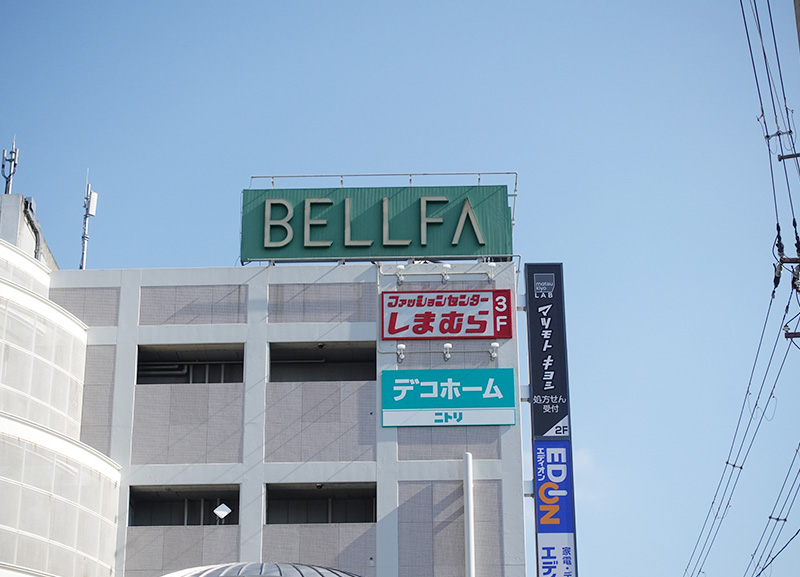 BELLFA
ファッションセンター
しまむら
3F
デコホーム
ニトリ
matsukiyo
LAB
マツモトキヨシ
処方せん
受付
2F
EDION
エディオン
家電・デ
エディ